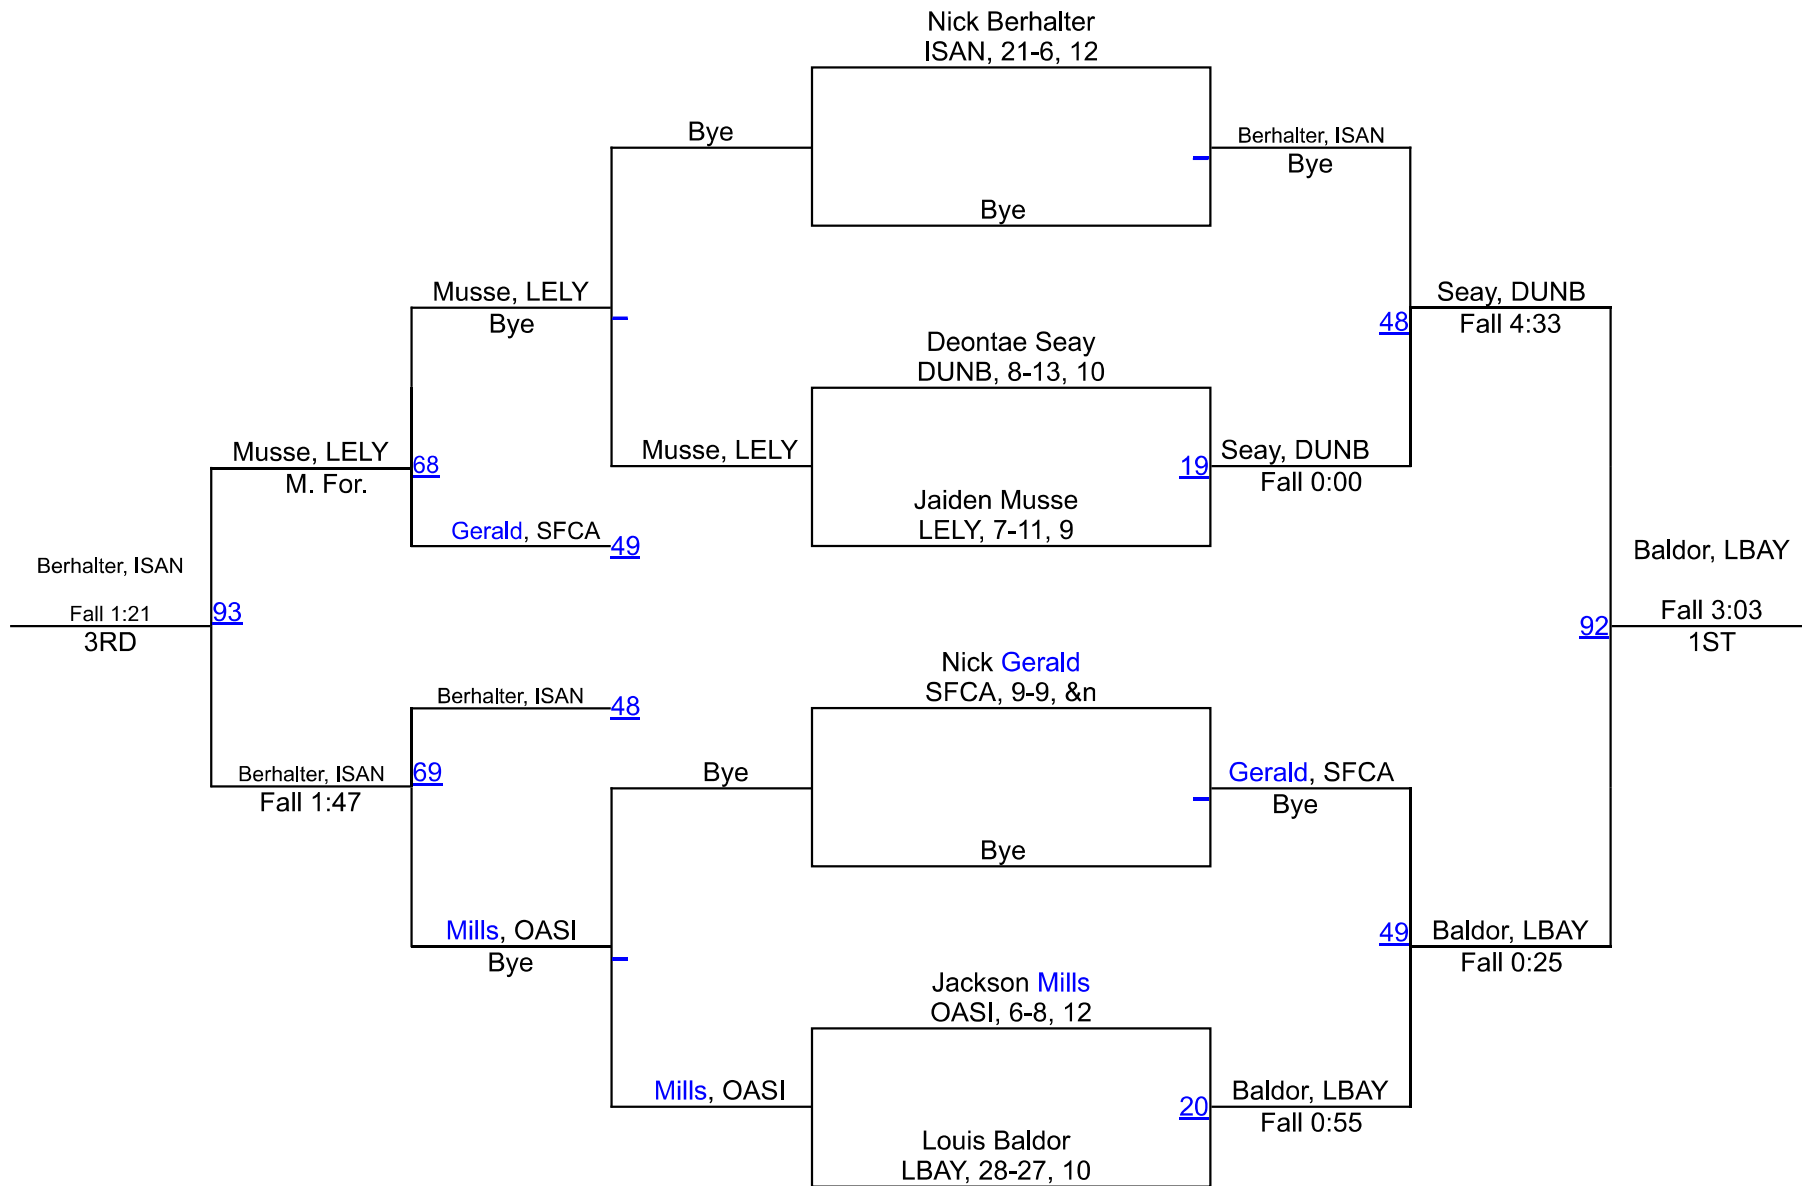 Nick Berhalter
ISAN, 21-6, 12
Bye
Berhalter, ISAN
Bye
Bye
Musse, LELY
Bye
Seay, DUNB
48
Fall 4:33
Deontae Seay
DUNB, 8-13, 10
Musse, LELY
M. For.
68
Musse, LELY
19
Seay, DUNB
Fall 0:00
Jaiden Musse
LELY, 7-11, 9
Gerald, SFCA
49
Berhalter, ISAN
Fall 1:21
93
3RD
Baldor, LBAY
92
Fall 3:03
1ST
Nick Gerald
SFCA, 9-9, &n
Berhalter, ISAN
48
Berhalter, ISAN
69
Fall 1:47
Bye
Gerald, SFCA
Bye
Bye
Mills, OASI
Bye
49
Baldor, LBAY
Fall 0:25
Jackson Mills
OASI, 6-8, 12
Mills, OASI
20
Baldor, LBAY
Fall 0:55
Louis Baldor
LBAY, 28-27, 10